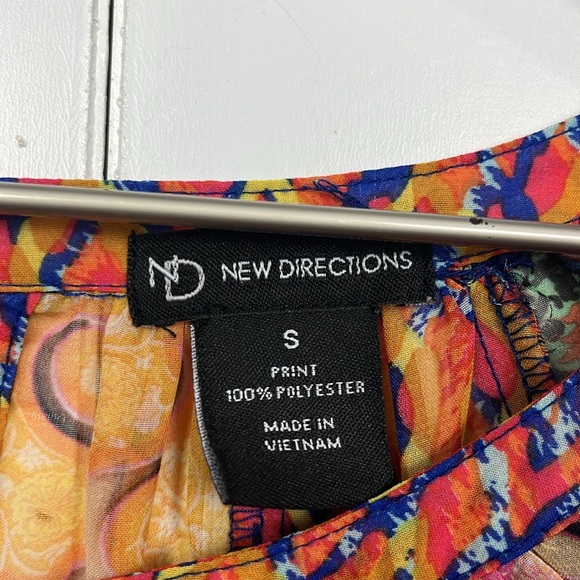 ND NEW DIRECTIONS
S
PRINT
100% POLYESTER
MADE IN
VIETNAM